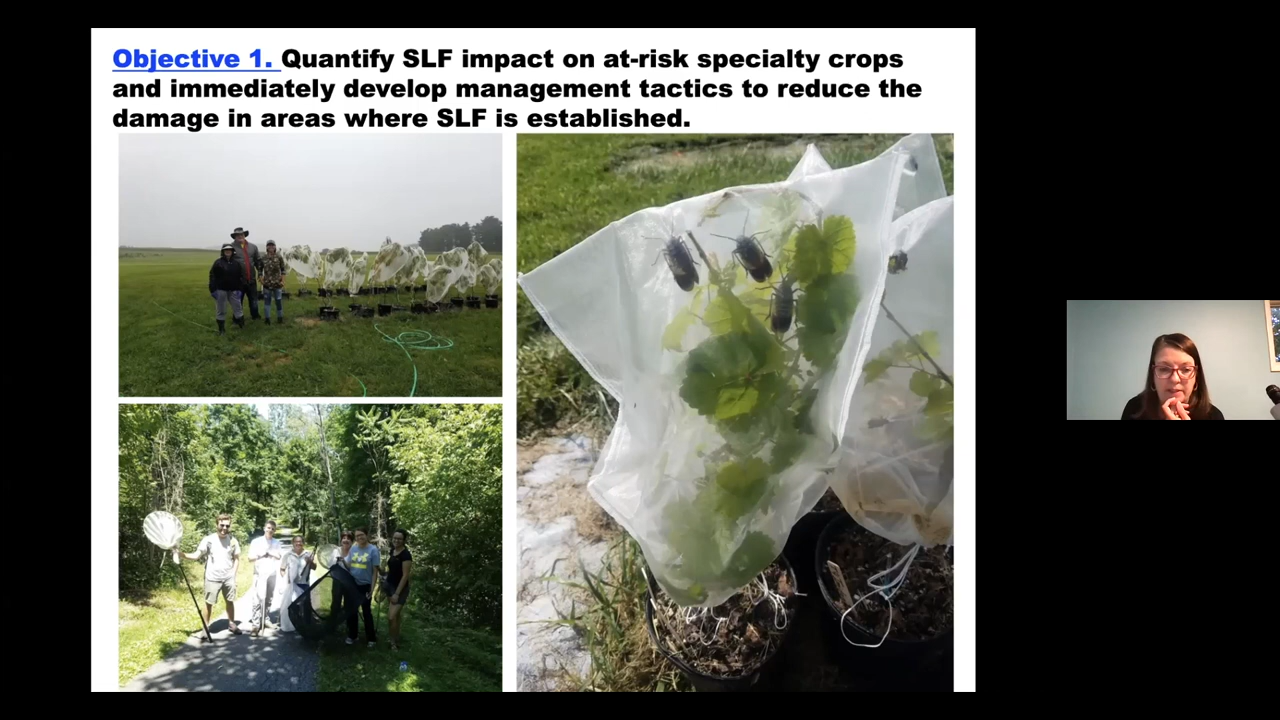 Objective 1. Quantify SLF impact on at-risk specialty crops
and immediately develop management tactics to reduce the
damage in areas where SLF is established.